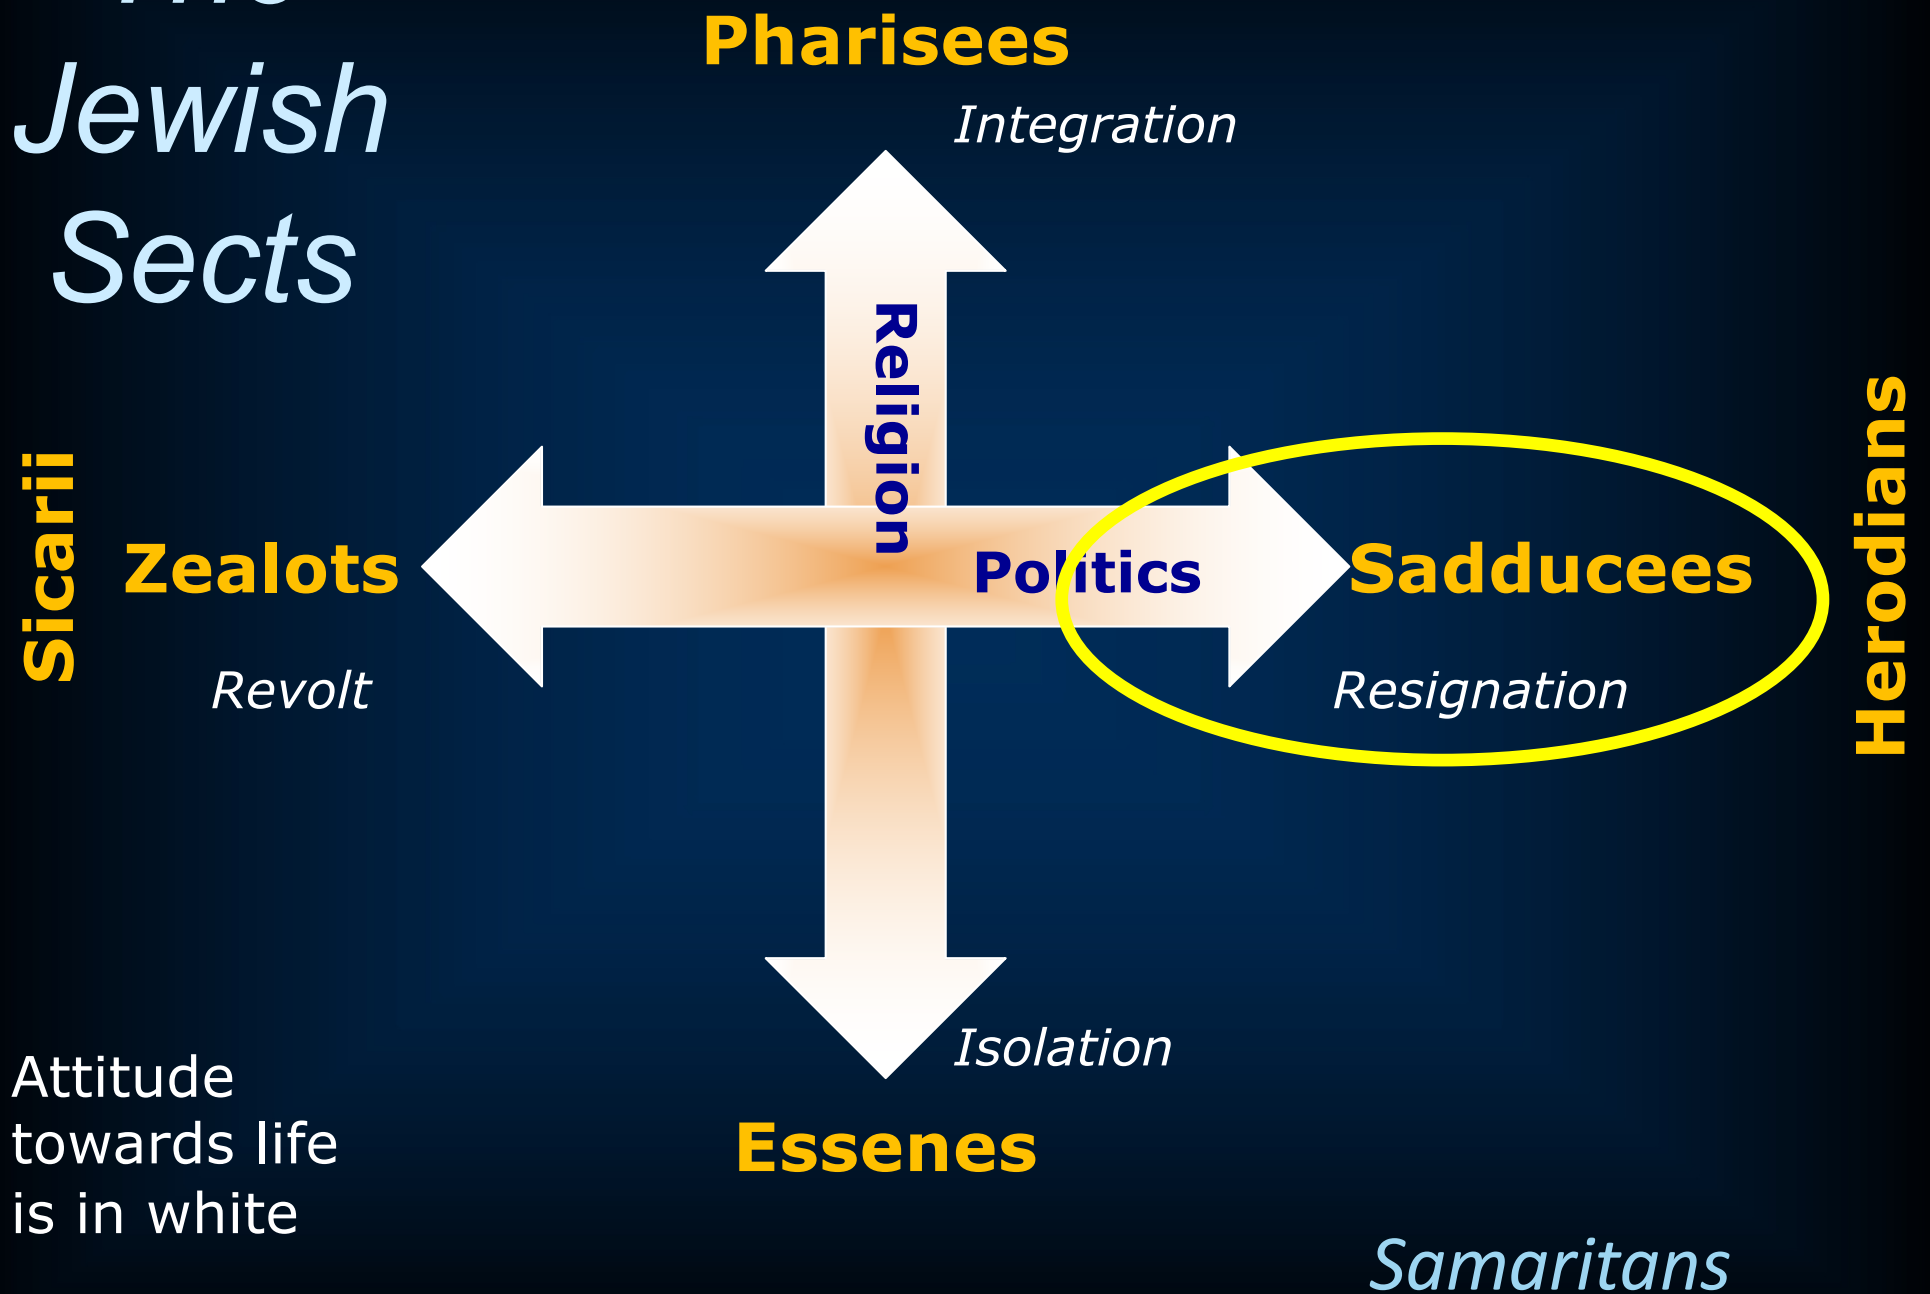 Jewish
Sects
Pharisees
Integration
Religion
Politics
Sicarii
Zealots
Revolt
Sadducees
Resignation
Herodians
Isolation
Essenes
Attitude
towards life
is in white
Samaritans